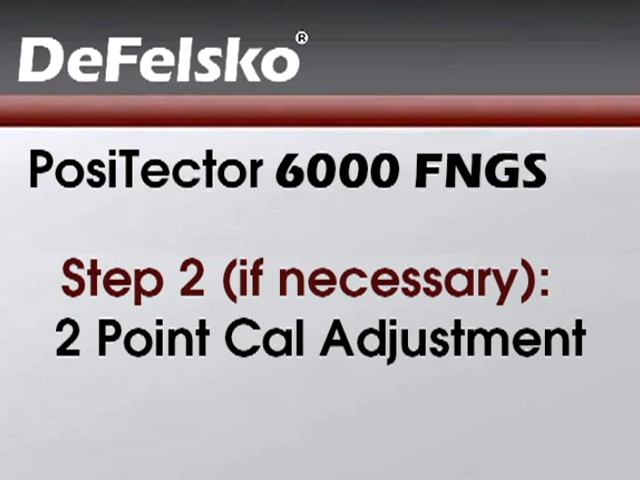 DeFelsko®
PosiTector 6000 FNGS
Step 2 (if necessary):
2 Point Cal Adjustment